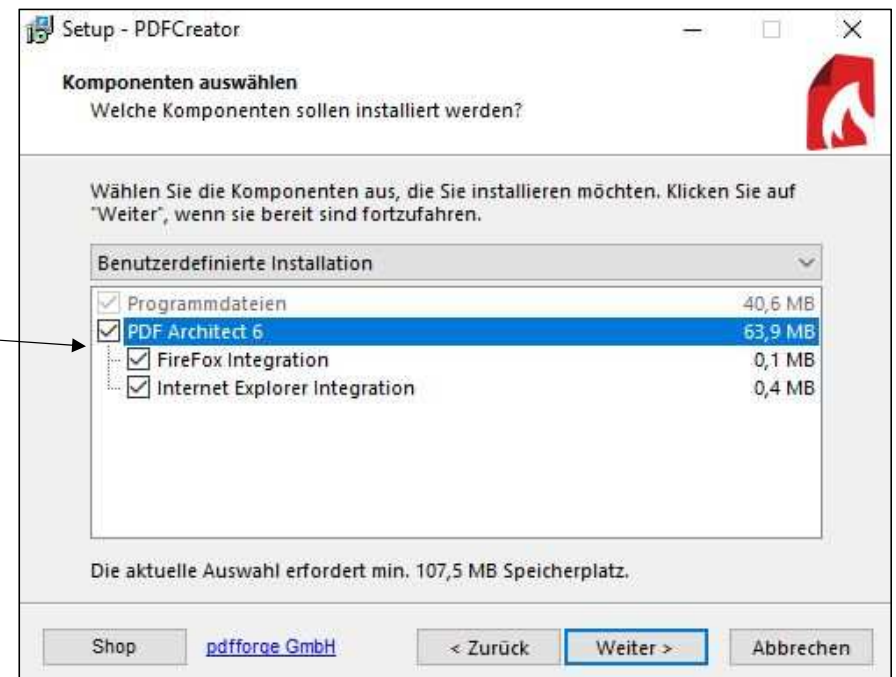 Setup - PDFCreator
Komponenten auswählen
Welche Komponenten sollen installiert werden?
Wählen Sie die Komponenten aus, die Sie installieren möchten. Klicken Sie auf
"Weiter", wenn sie bereit sind fortzufahren.
Benutzerdefinierte Installation
Programmdateien 40,6 MB
PDF Architect 6 63,9 MB
FireFox Integration 0,1 MB
Internet Explorer Integration 0,4 MB
Die aktuelle Auswahl erfordert min. 107,5 MB Speicherplatz.
Shop pdfforge GmbH < Zurück Weiter > Abbrechen